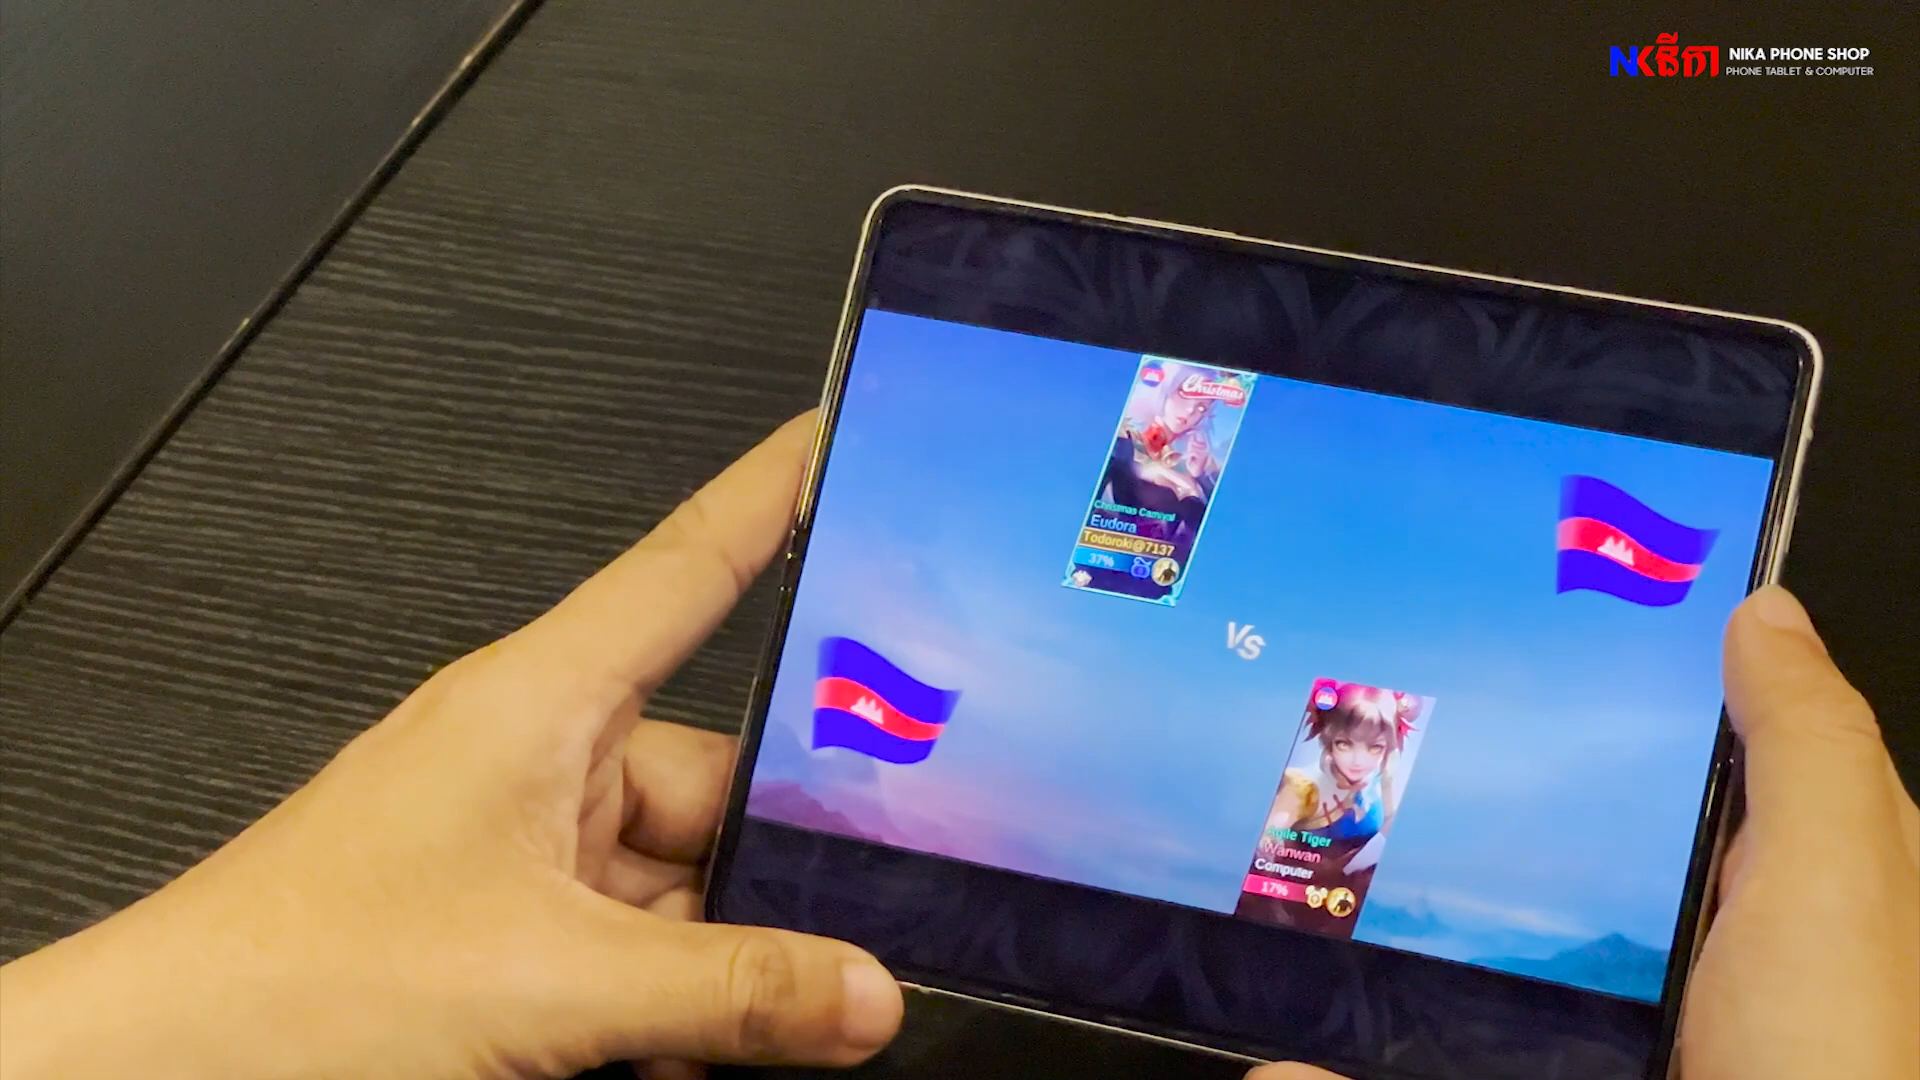 NKនីកា NIKA PHONE SHOP
PHONE TABLET & COMPUTER
Christmas
Christmas Carnival
Eudora
Todoroki@7137
37%
VS
Agile Tiger
Wanwan
Computer
17%